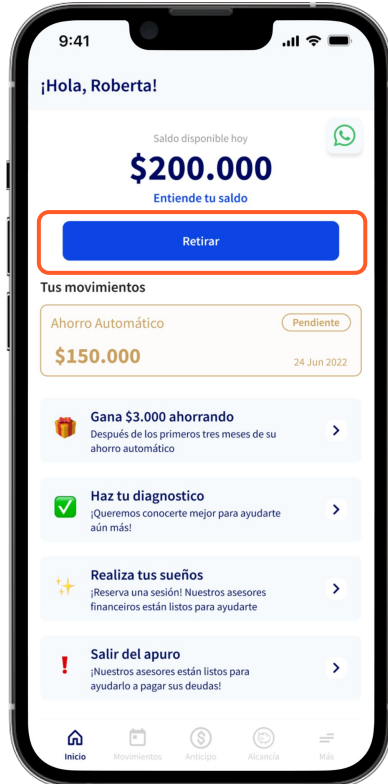 9:41
¡Hola, Roberta!
Saldo disponible hoy
$200.000
Entiende tu saldo
Retirar
Tus movimientos
Ahorro Automático
Pendiente
$150.000
24 Jun 2022
Gana $3.000 ahorrando
Después de los primeros tres meses de su
ahorro automático
Haz tu diagnostico
¡Queremos conocerte mejor para ayudarte
aún más!
Realiza tus sueños
¡Reserva una sesión! Nuestros asesores
financeiros están listos para ayudarte
Salir del apuro
¡Nuestros asesores están listos para
ayudarlo a pagar sus deudas!
Inicio
Movimientos
Anticipo
Alcancía
Más